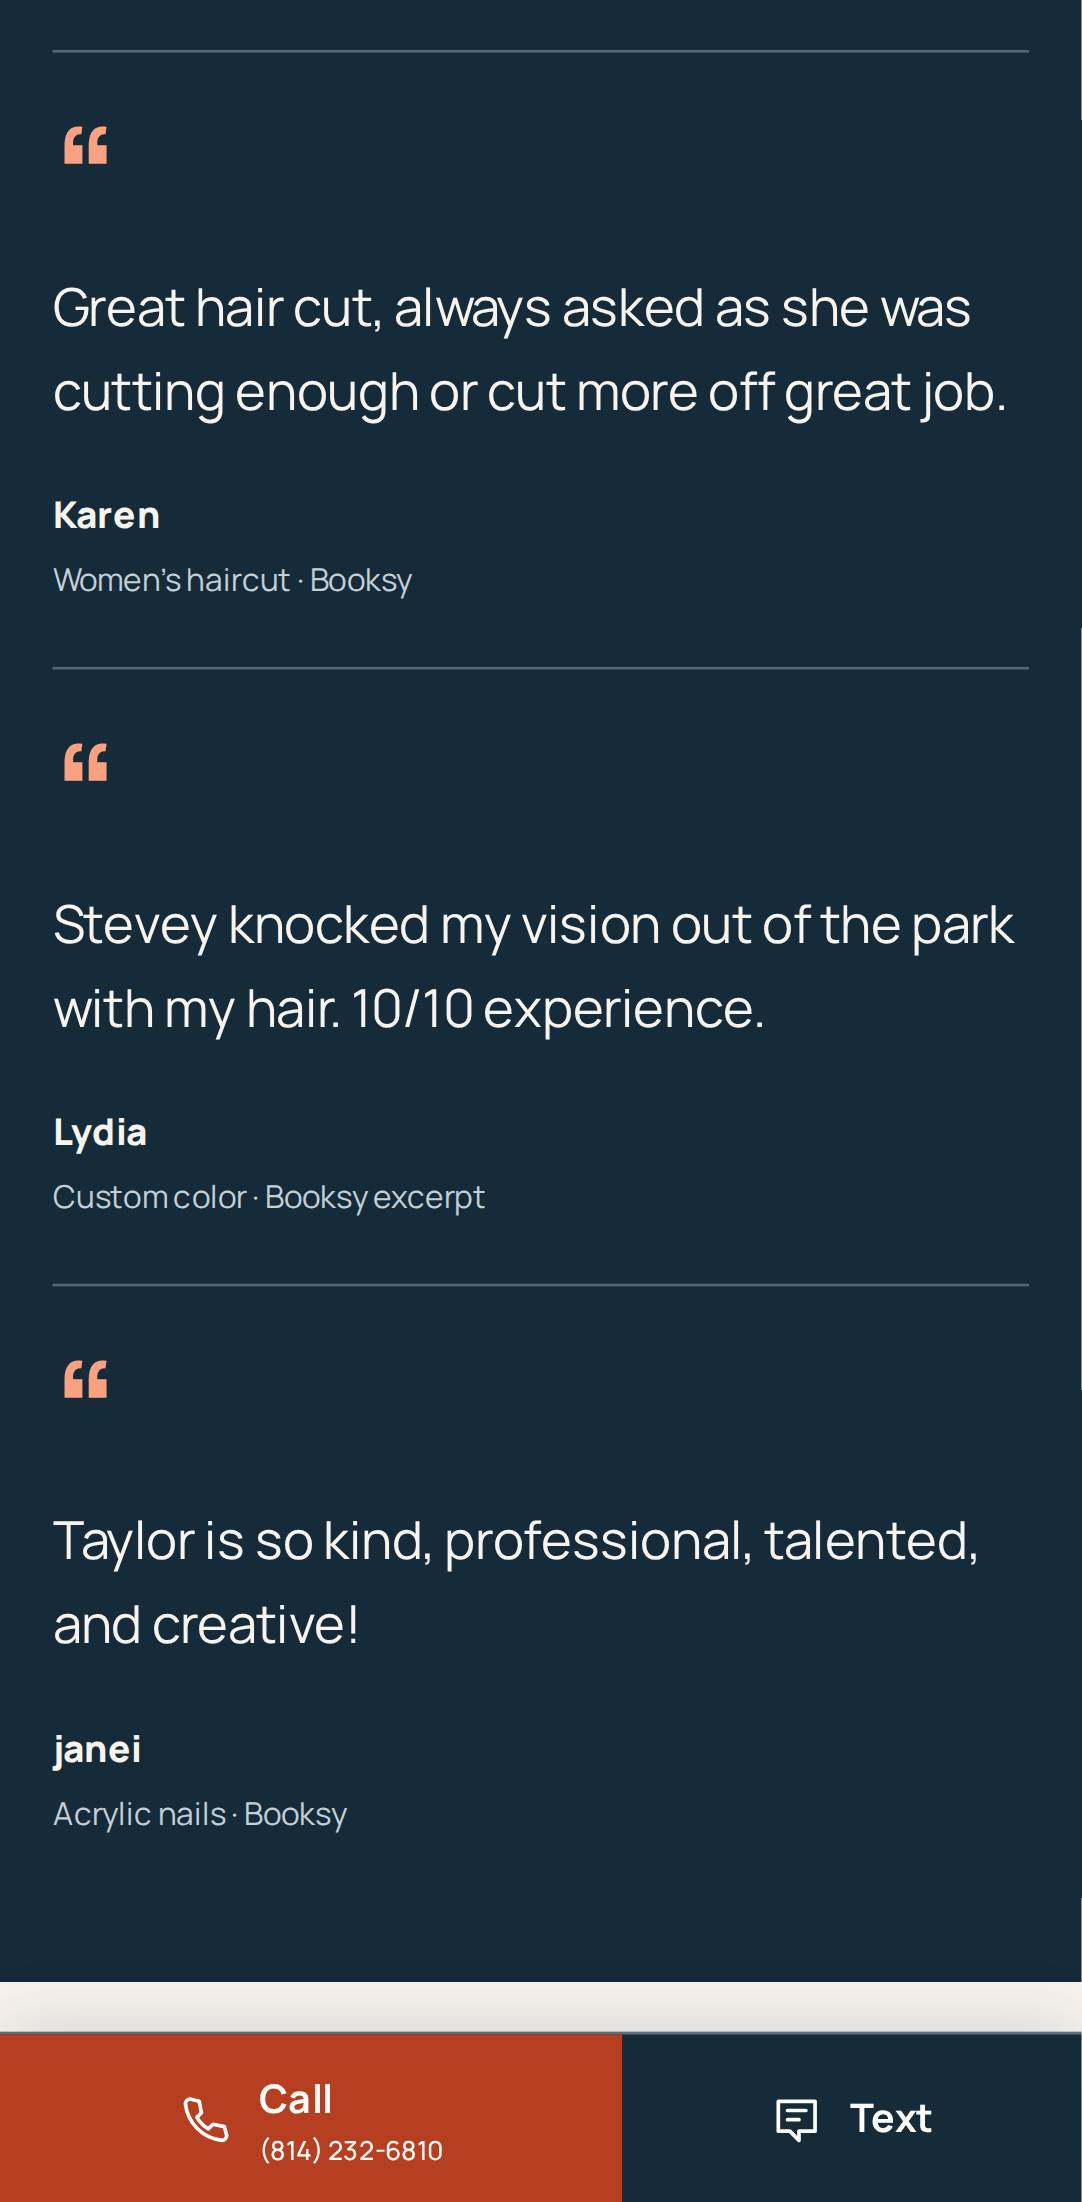 “
Great hair cut, always asked as she was
cutting enough or cut more off great job.
Karen
Women’s haircut · Booksy
“
Stevey knocked my vision out of the park
with my hair. 10/10 experience.
Lydia
Custom color · Booksy excerpt
“
Taylor is so kind, professional, talented,
and creative!
janei
Acrylic nails · Booksy
Call
(814) 232-6810
Text